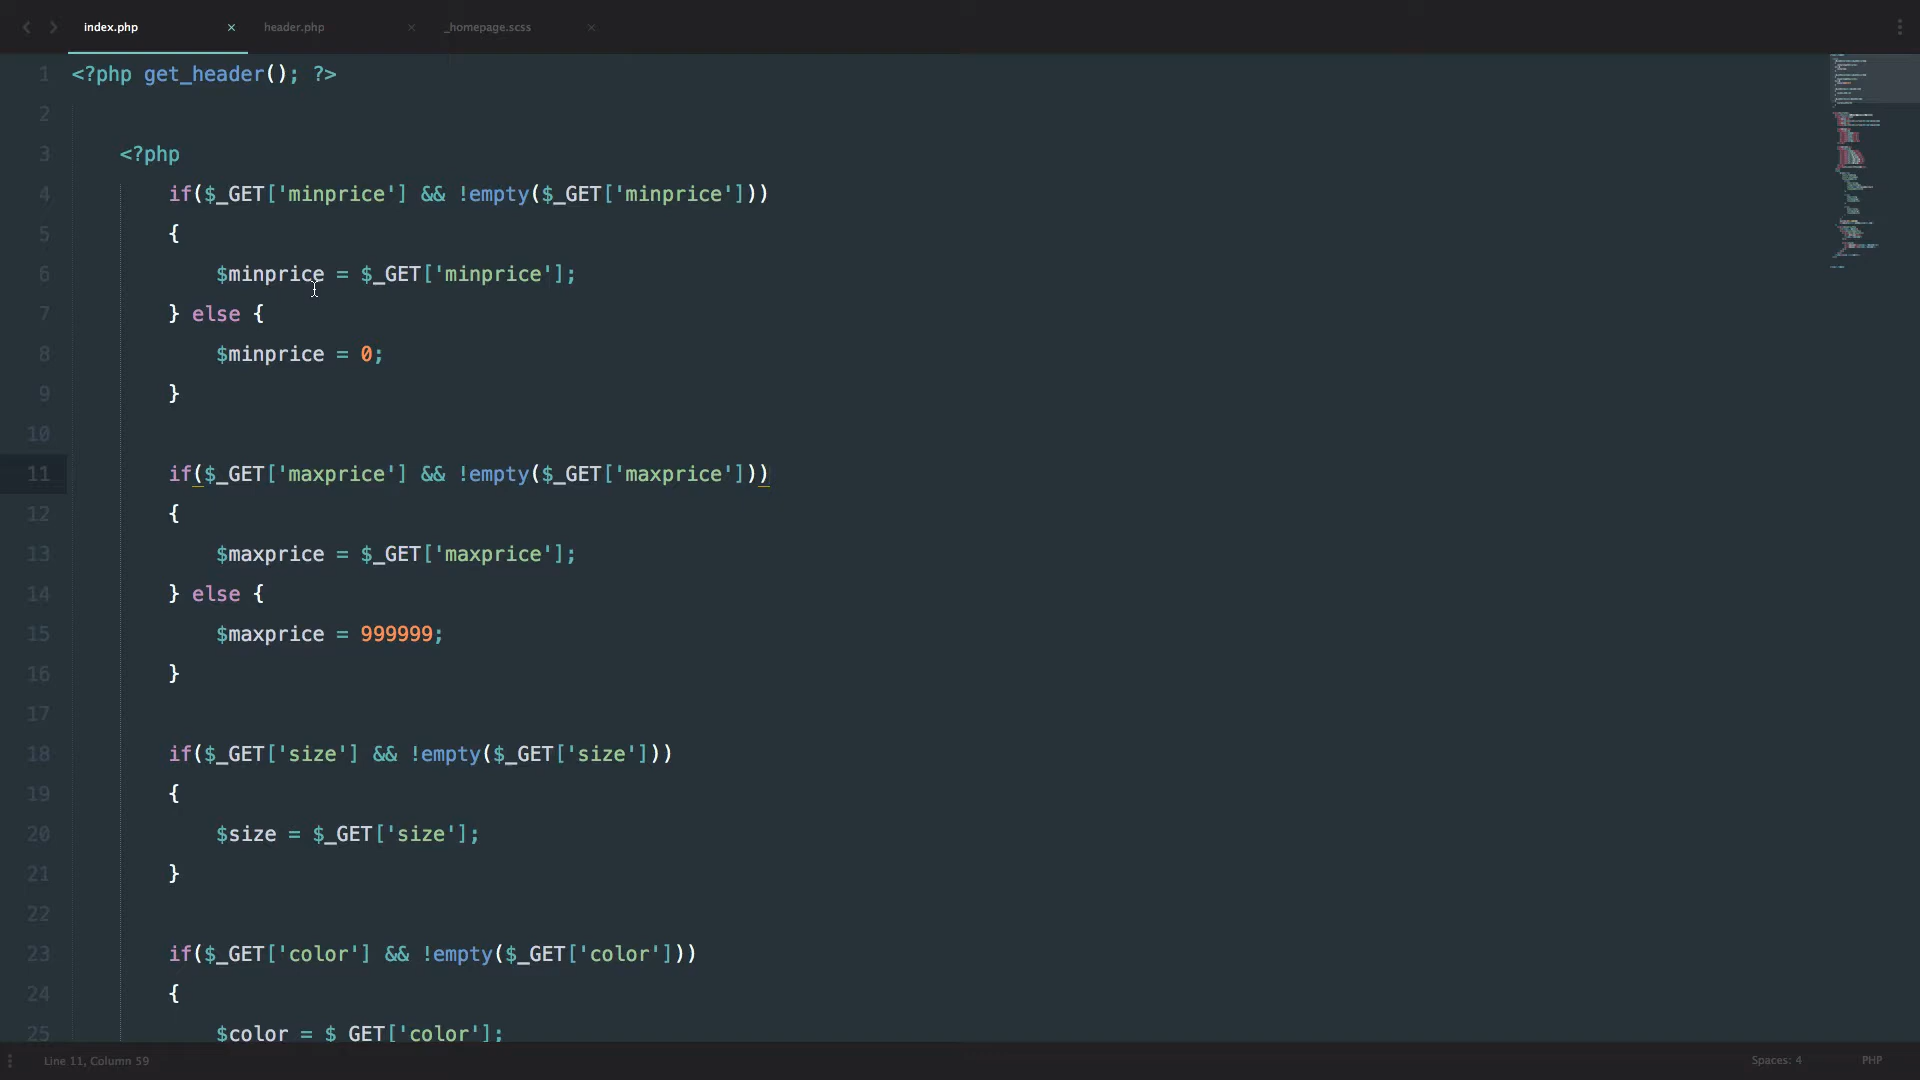 index.php × header.php × _homepage.scss ×
1 <?php get_header(); ?>
2
3 <?php
4 if($_GET['minprice'] && !empty($_GET['minprice']))
5 {
6 $minprice = $_GET['minprice'];
7 } else {
8 $minprice = 0;
9 }
10
11 if($_GET['maxprice'] && !empty($_GET['maxprice']))
12 {
13 $maxprice = $_GET['maxprice'];
14 } else {
15 $maxprice = 999999;
16 }
17
18 if($_GET['size'] && !empty($_GET['size']))
19 {
20 $size = $_GET['size'];
21 }
22
23 if($_GET['color'] && !empty($_GET['color']))
24 {
25 $color = $_GET['color'];
Line 11, Column 59 Spaces: 4 PHP